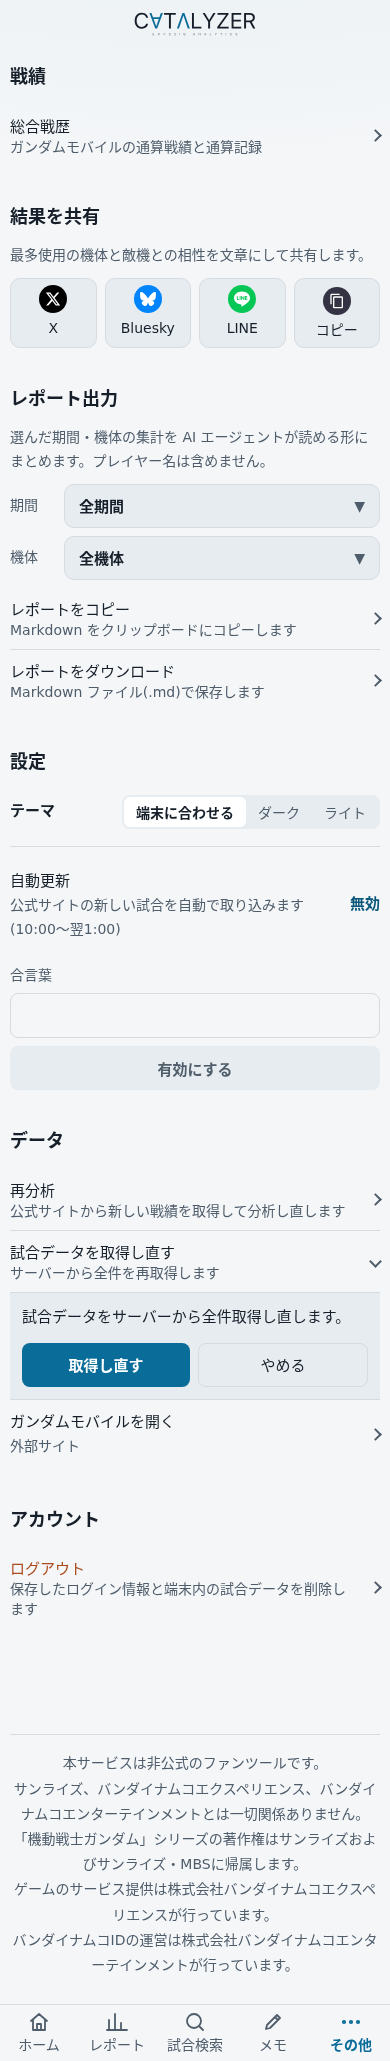 CATALYZER
戦績
総合戦歴
ガンダムモバイルの通算戦績と通算記録
結果を共有
最多使用の機体と敵機との相性を文章にして共有します。
X
Bluesky
LINE
コピー
レポート出力
選んだ期間・機体の集計を AI エージェントが読める形に
まとめます。プレイヤー名は含めません。
期間
全期間
機体
全機体
レポートをコピー
Markdown をクリップボードにコピーします
レポートをダウンロード
Markdown ファイル(.md)で保存します
設定
テーマ
端末に合わせる
ダーク
ライト
自動更新
公式サイトの新しい試合を自動で取り込みます
(10:00〜翌1:00)
無効
合言葉
有効にする
データ
再分析
公式サイトから新しい戦績を取得して分析し直します
試合データを取得し直す
サーバーから全件を再取得します
試合データをサーバーから全件取得し直します。
取得し直す
やめる
ガンダムモバイルを開く
外部サイト
アカウント
ログアウト
保存したログイン情報と端末内の試合データを削除し
ます
本サービスは非公式のファンツールです。
サンライズ、バンダイナムコエクスペリエンス、バンダイ
ナムコエンターテインメントとは一切関係ありません。
「機動戦士ガンダム」シリーズの著作権はサンライズおよ
びサンライズ・MBSに帰属します。
ゲームのサービス提供は株式会社バンダイナムコエクスペ
リエンスが行っています。
バンダイナムコIDの運営は株式会社バンダイナムコエンタ
ーテインメントが行っています。
ホーム
レポート
試合検索
メモ
その他